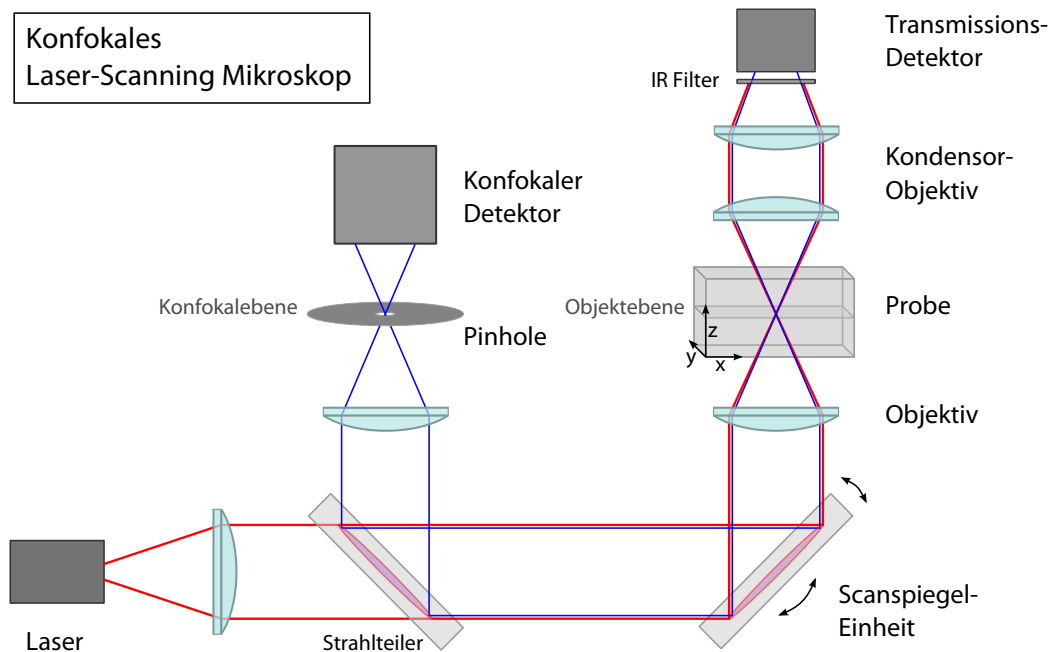 Konfokales
Laser-Scanning Mikroskop
Transmissions-
Detektor
IR Filter
Kondensor-
Objektiv
Konfokaler
Detektor
Konfokalebene
Pinhole
Objektebene
Probe
z
y
x
Objektiv
Scanspiegel-
Einheit
Laser
Strahlteiler